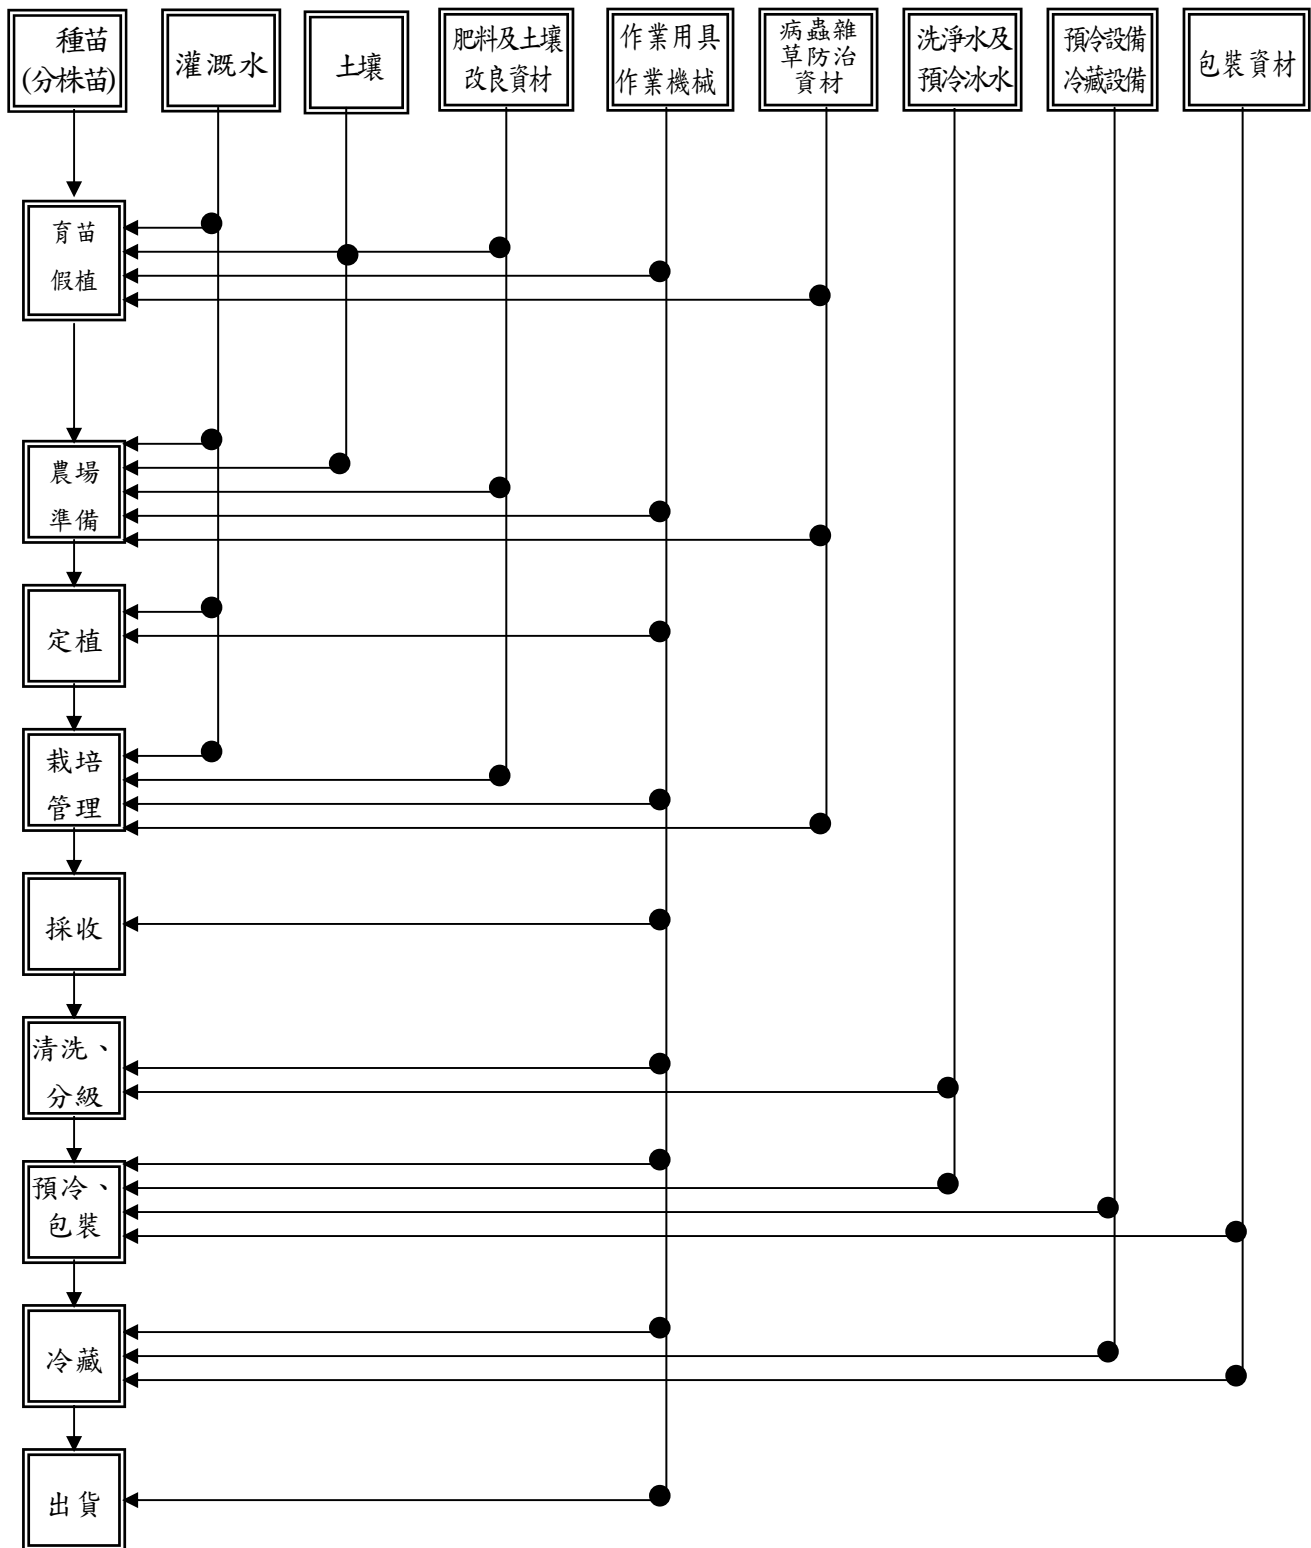 種苗
(分株苗)
灌溉水
土壤
肥料及土壤
改良資材
作業用具
作業機械
病蟲雜
草防治
資材
洗淨水及
預冷冰水
預冷設備
冷藏設備
包裝資材
育苗
假植
農場
準備
定植
栽培
管理
採收
清洗、
分級
預冷、
包裝
冷藏
出貨